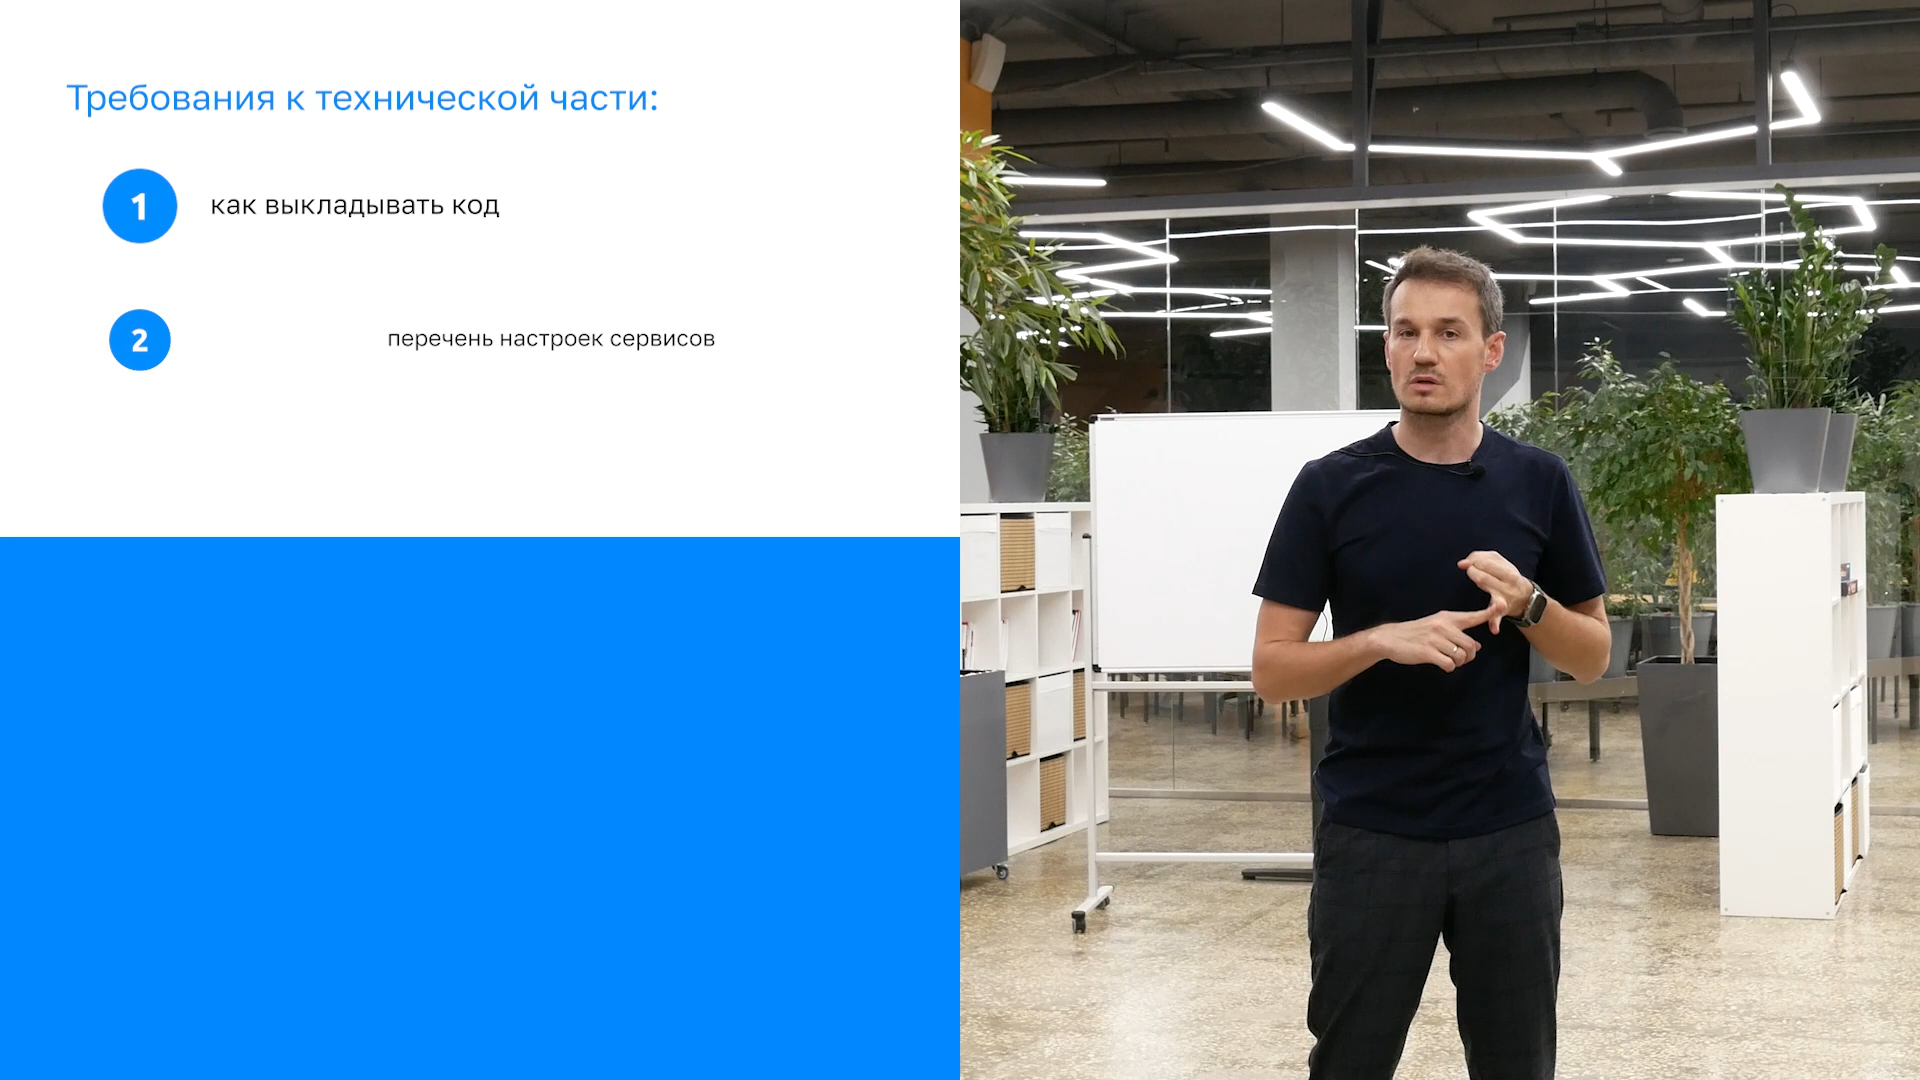 Требования к технической части:
1 как выкладывать код
2 перечень настроек сервисов